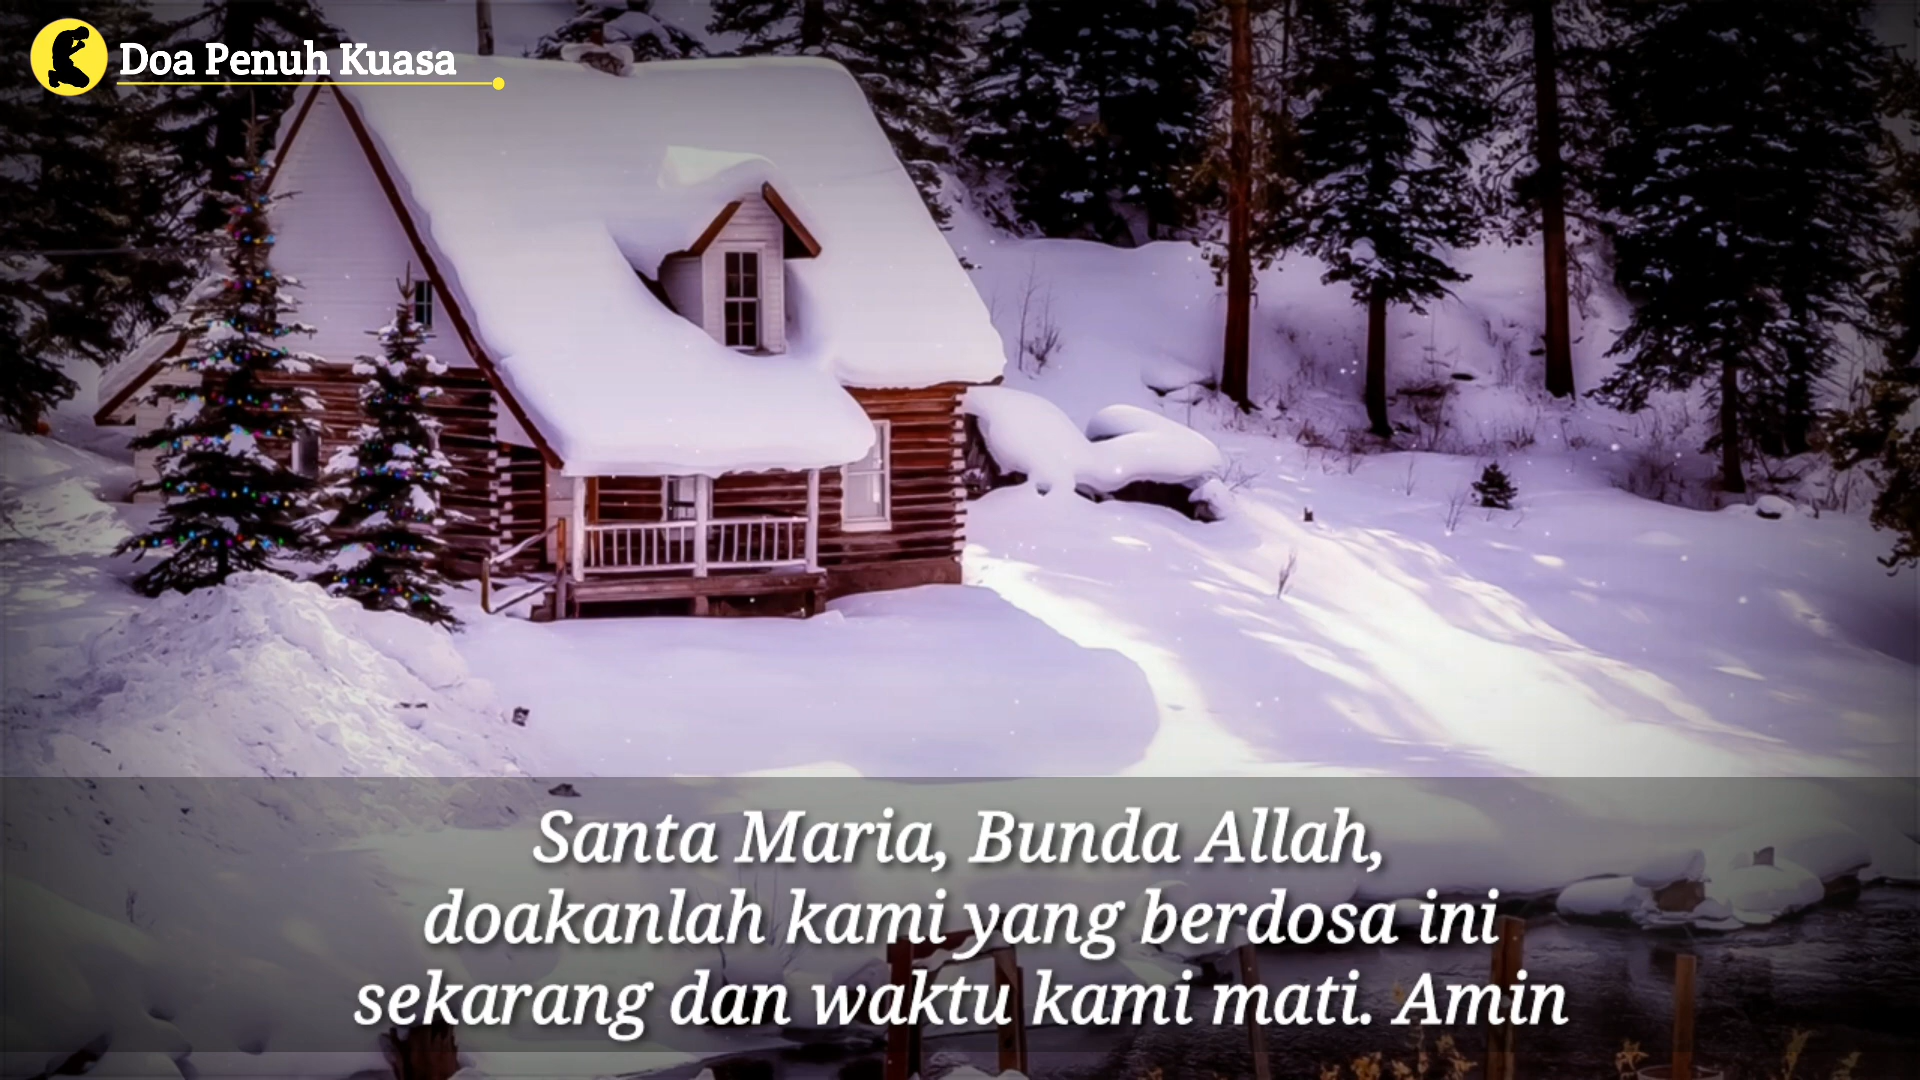 Doa Penuh Kuasa
Santa Maria, Bunda Allah,
doakanlah kami yang berdosa ini
sekarang dan waktu kami mati. Amin